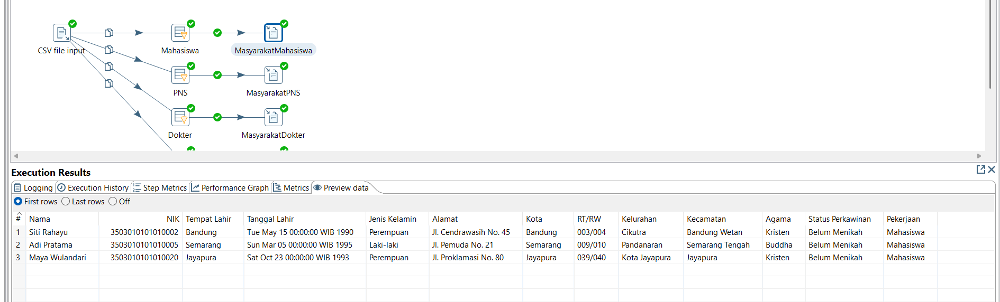 CSV file input
Mahasiswa
MasyarakatMahasiswa
PNS
MasyarakatPNS
Dokter
MasyarakatDokter
Execution Results
Logging Execution History Step Metrics Performance Graph Metrics Preview data
First rows Last rows Off
# Nama NIK Tempat Lahir Tanggal Lahir Jenis Kelamin Alamat Kota RT/RW Kelurahan Kecamatan Agama Status Perkawinan Pekerjaan
1 Siti Rahayu 3503010101010002 Bandung Tue May 15 00:00:00 WIB 1990 Perempuan Jl. Cendrawasih No. 45 Bandung 003/004 Cikutra Bandung Wetan Kristen Belum Menikah Mahasiswa
2 Adi Pratama 3503010101010005 Semarang Sun Mar 05 00:00:00 WIB 1995 Laki-laki Jl. Pemuda No. 21 Semarang 009/010 Pandanaran Semarang Tengah Buddha Belum Menikah Mahasiswa
3 Maya Wulandari 3503010101010020 Jayapura Sat Oct 23 00:00:00 WIB 1993 Perempuan Jl. Proklamasi No. 80 Jayapura 039/040 Kota Jayapura Jayapura Kristen Belum Menikah Mahasiswa